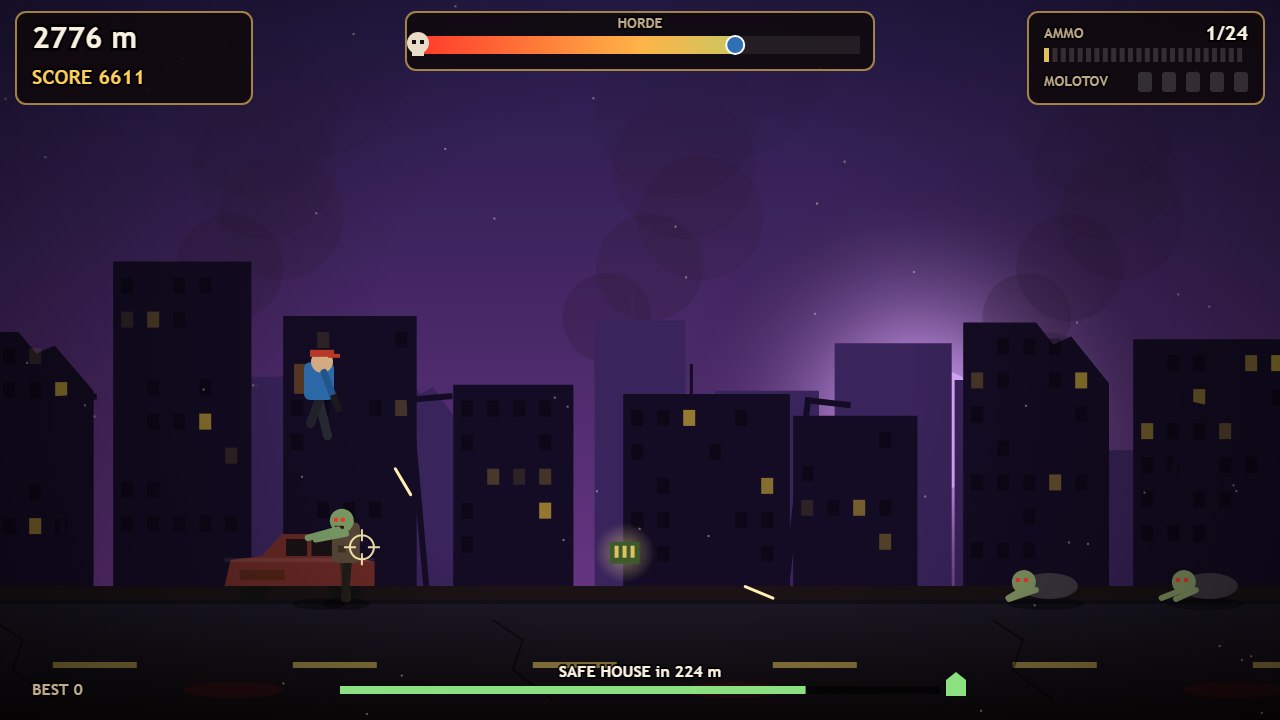 2776 m
SCORE 6611
HORDE
AMMO 1/24
MOLOTOV
SAFE HOUSE in 224 m
BEST 0